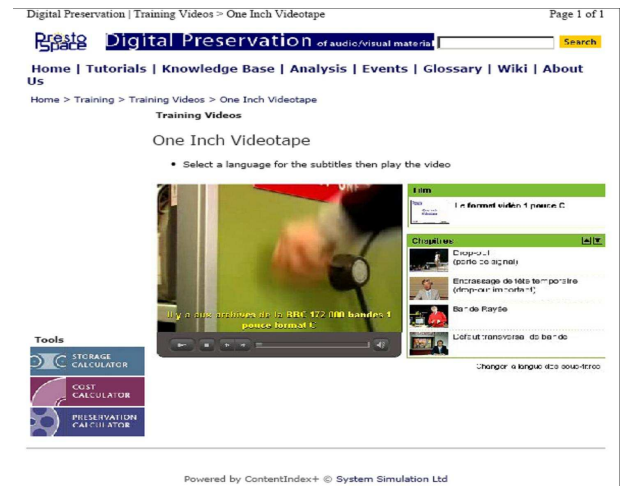 Digital Preservation | Training Videos > One Inch Videotape
Page 1 of 1
Presto Space
Digital Preservation of audio/visual material
Search
Home | Tutorials | Knowledge Base | Analysis | Events | Glossary | Wiki | About
Us
Home > Training > Training Videos > One Inch Videotape
Training Videos
One Inch Videotape
• Select a language for the subtitles then play the video
Film
Le format vidéo 1 pouce C
Chapitres
Drop-out
(perte de signal)
Encrassage de tête temporaire
(drop-out important)
Bande Rayée
Défaut transversal de bande
Il y a aux archives de la BBC 172 000 bandes 1
pouce format C
Changer la langue des sous-titres
Tools
STORAGE
CALCULATOR
COST
CALCULATOR
PRESERVATION
CALCULATOR
Powered by ContentIndex+ © System Simulation Ltd